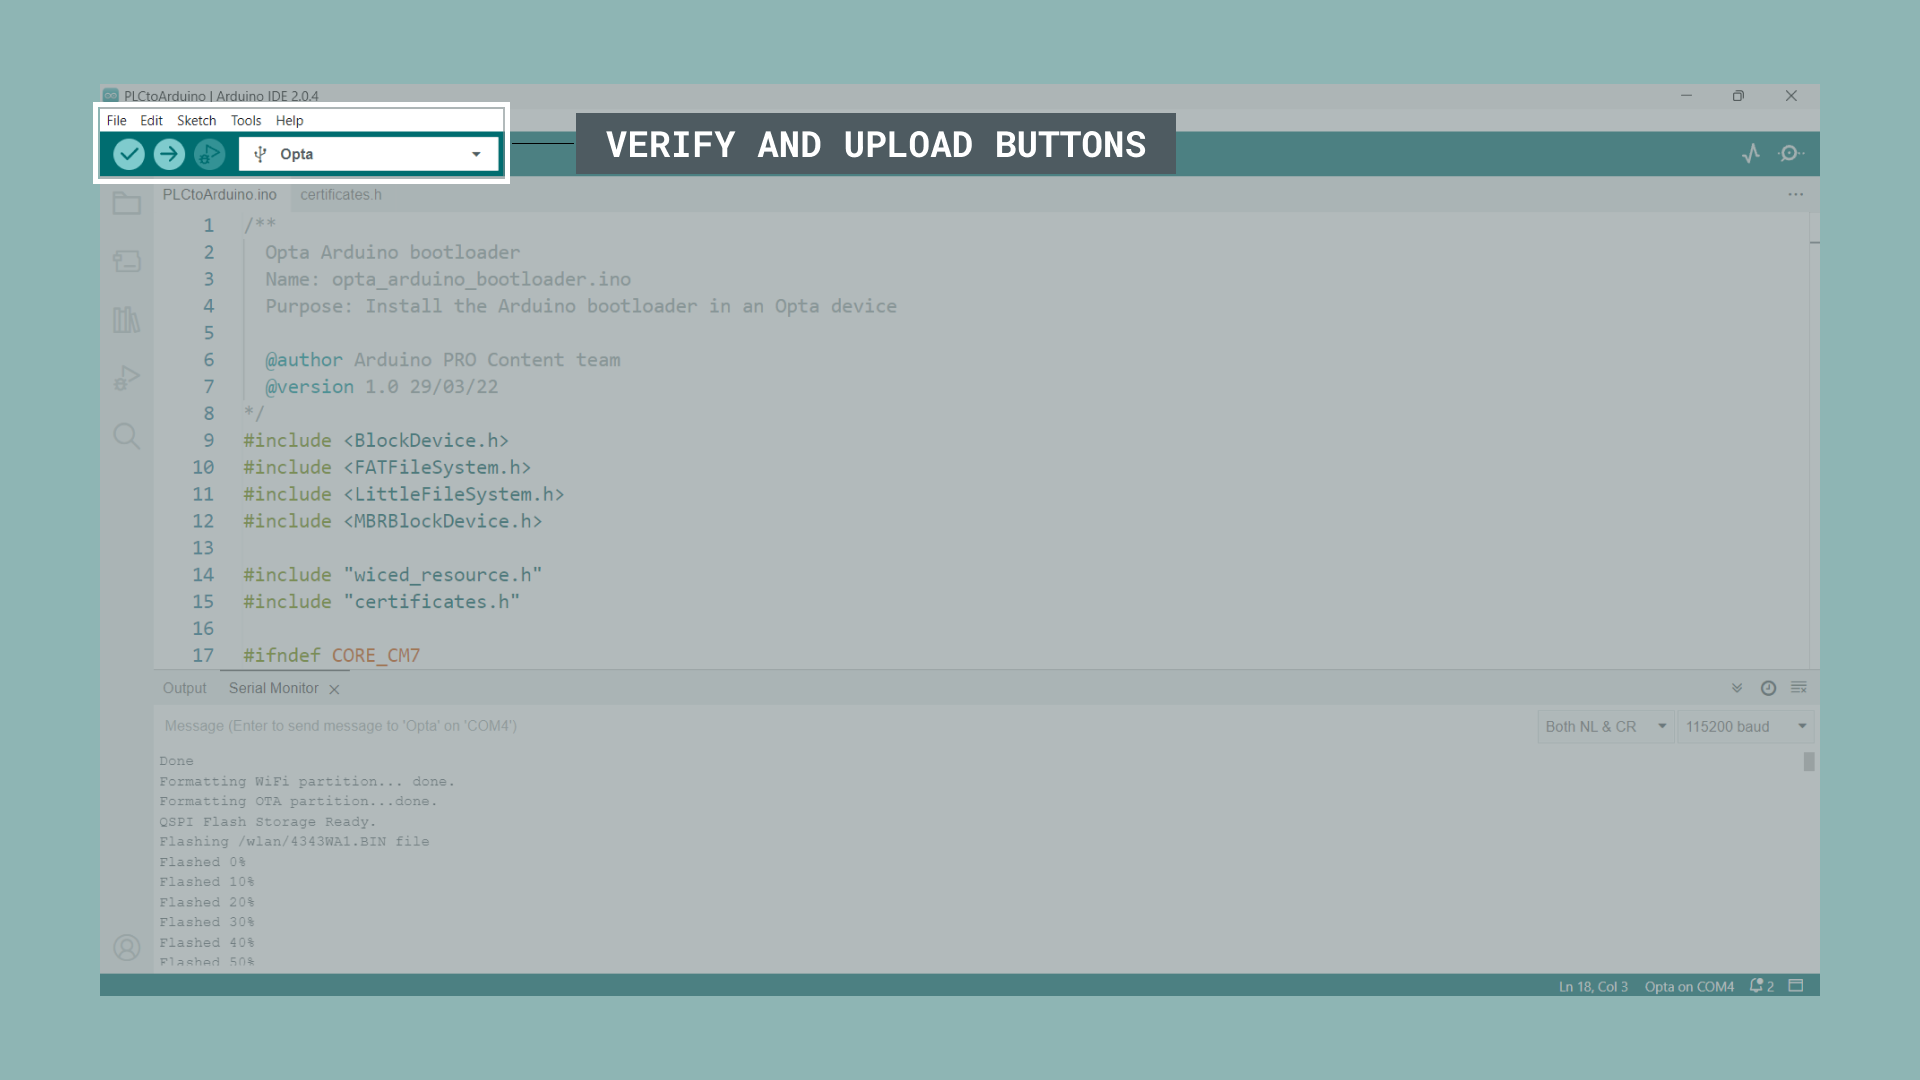 PLCtoArduino | Arduino IDE 2.0.4
File Edit Sketch Tools Help
Opta
VERIFY AND UPLOAD BUTTONS
PLCtoArduino.ino certificates.h
1 /**
2 Opta Arduino bootloader
3 Name: opta_arduino_bootloader.ino
4 Purpose: Install the Arduino bootloader in an Opta device
5
6 @author Arduino PRO Content team
7 @version 1.0 29/03/22
8 */
9 #include <BlockDevice.h>
10 #include <FATFileSystem.h>
11 #include <LittleFileSystem.h>
12 #include <MBRBlockDevice.h>
13
14 #include "wiced_resource.h"
15 #include "certificates.h"
16
17 #ifndef CORE_CM7
Output Serial Monitor
Message (Enter to send message to 'Opta' on 'COM4')
Both NL & CR 115200 baud
Done
Formatting WiFi partition... done.
Formatting OTA partition...done.
QSPI Flash Storage Ready.
Flashing /wlan/4343WA1.BIN file
Flashed 0%
Flashed 10%
Flashed 20%
Flashed 30%
Flashed 40%
Flashed 50%
Ln 18, Col 3 Opta on COM4 2